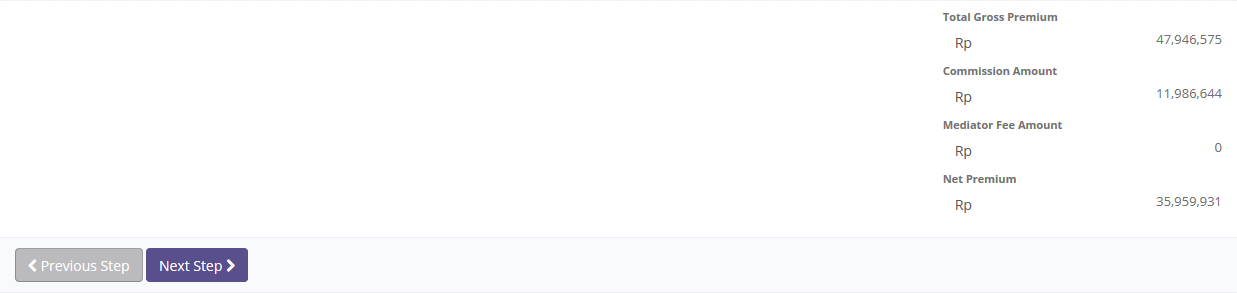 Total Gross Premium
Rp 47,946,575
Commission Amount
Rp 11,986,644
Mediator Fee Amount
Rp 0
Net Premium
Rp 35,959,931
Previous Step Next Step